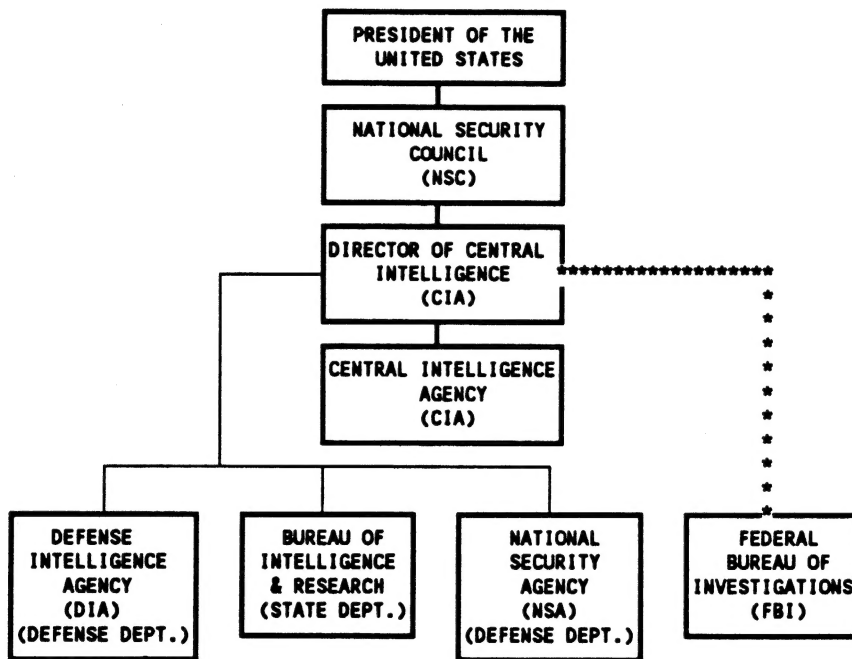 PRESIDENT OF THE
UNITED STATES
NATIONAL SECURITY
COUNCIL
(NSC)
DIRECTOR OF CENTRAL
INTELLIGENCE
(CIA)
CENTRAL INTELLIGENCE
AGENCY
(CIA)
DEFENSE
INTELLIGENCE
AGENCY
(DIA)
(DEFENSE DEPT.)
BUREAU OF
INTELLIGENCE
& RESEARCH
(STATE DEPT.)
NATIONAL
SECURITY
AGENCY
(NSA)
(DEFENSE DEPT.)
FEDERAL
BUREAU OF
INVESTIGATIONS
(FBI)